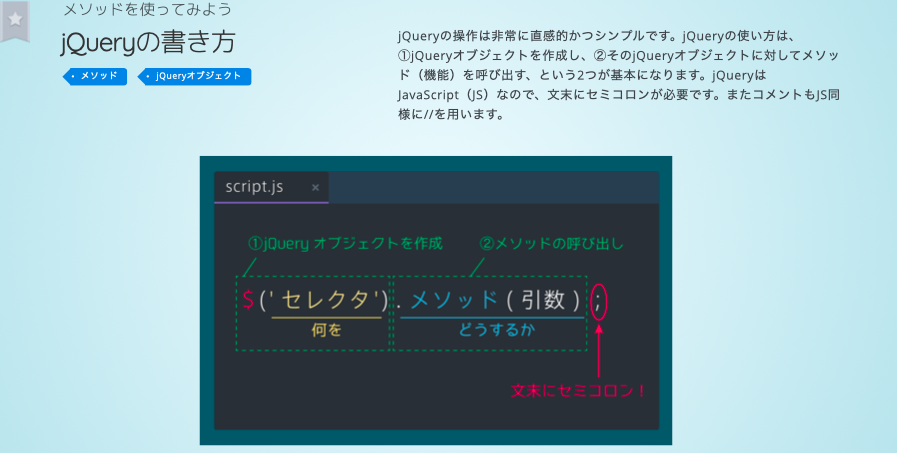 メソッドを使ってみよう
jQueryの書き方
• メソッド • jQueryオブジェクト
jQueryの操作は非常に直感的かつシンプルです。jQueryの使い方は、
①jQueryオブジェクトを作成し、②そのjQueryオブジェクトに対してメソッ
ド（機能）を呼び出す、という2つが基本になります。jQueryは
JavaScript（JS）なので、文末にセミコロンが必要です。またコメントもJS同
様に//を用います。
script.js ×
①jQuery オブジェクトを作成 ②メソッドの呼び出し
$('セレクタ').メソッド(引数);
何を どうするか
文末にセミコロン！